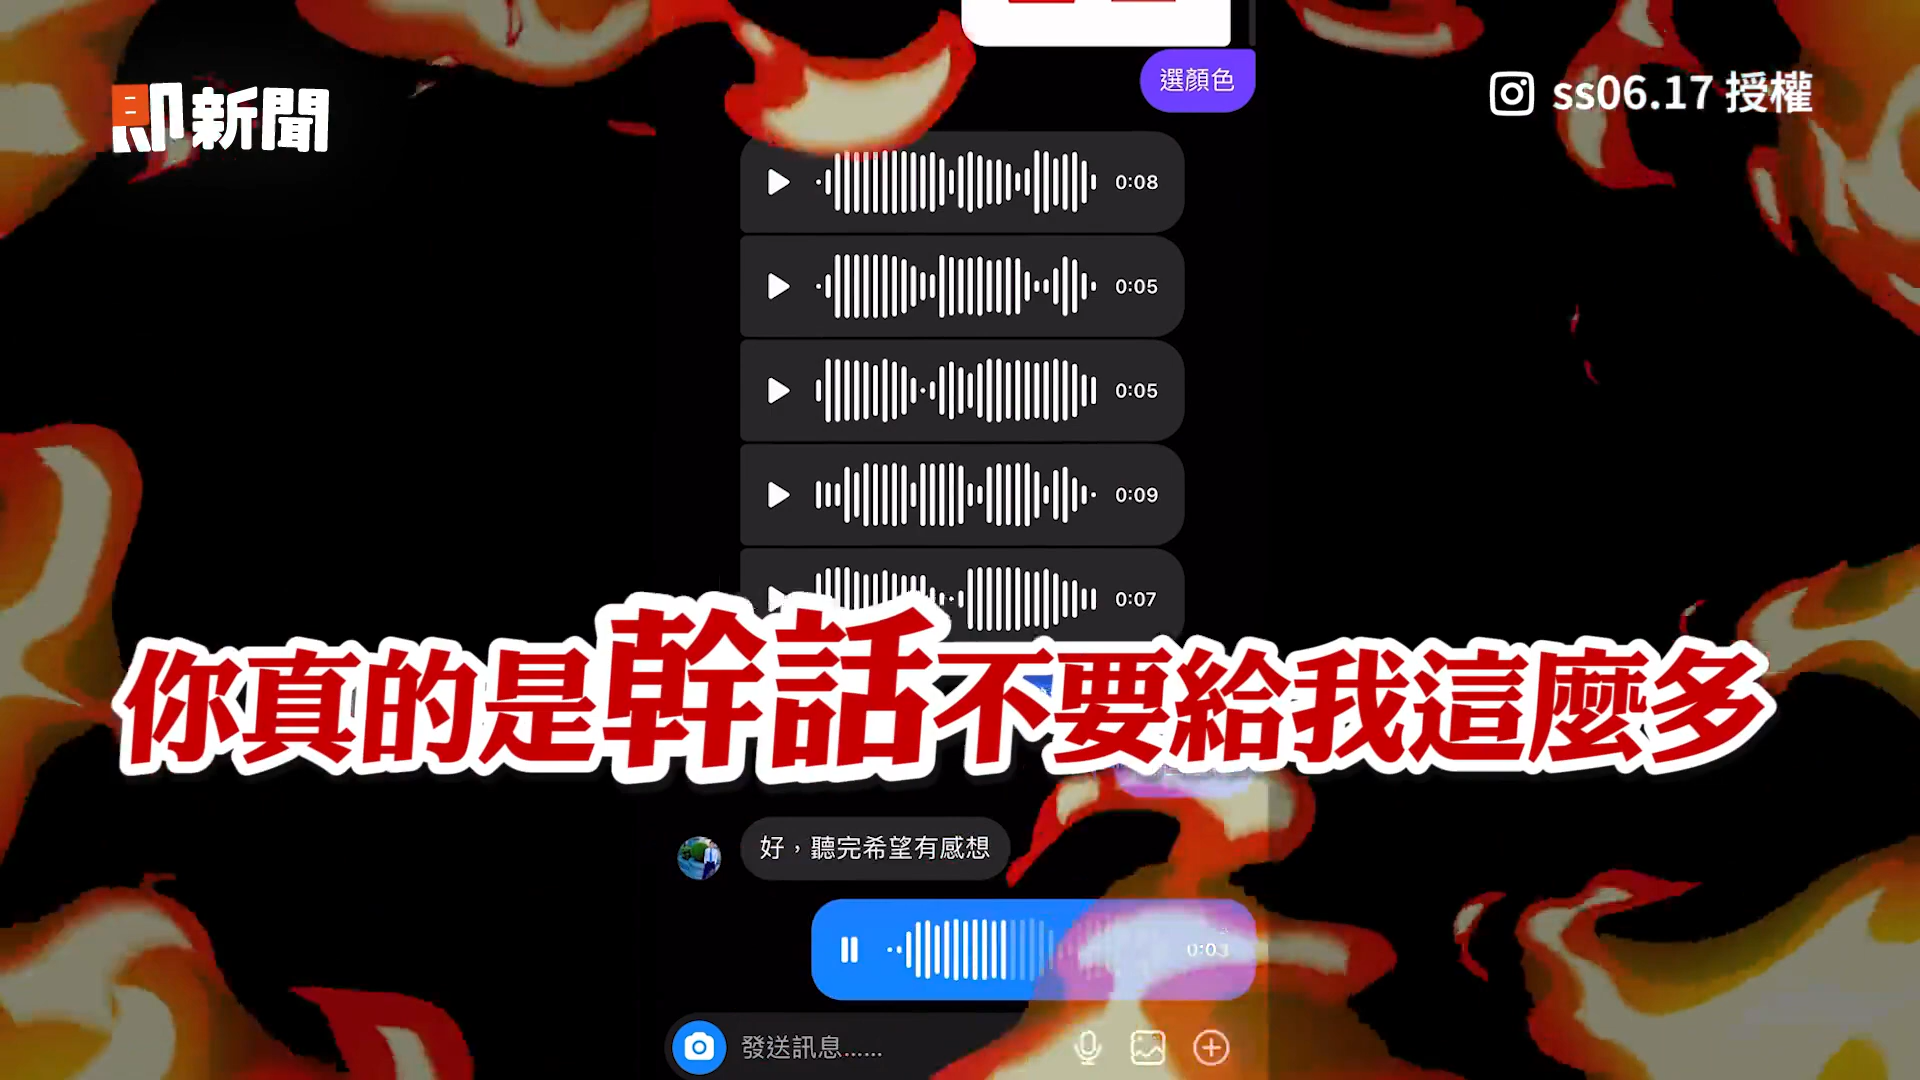 即新聞
ss06.17 授權
選顏色
0:08
0:05
0:05
0:09
0:07
你真的是幹話不要給我這麼多
好，聽完希望有感想
0:03
發送訊息......